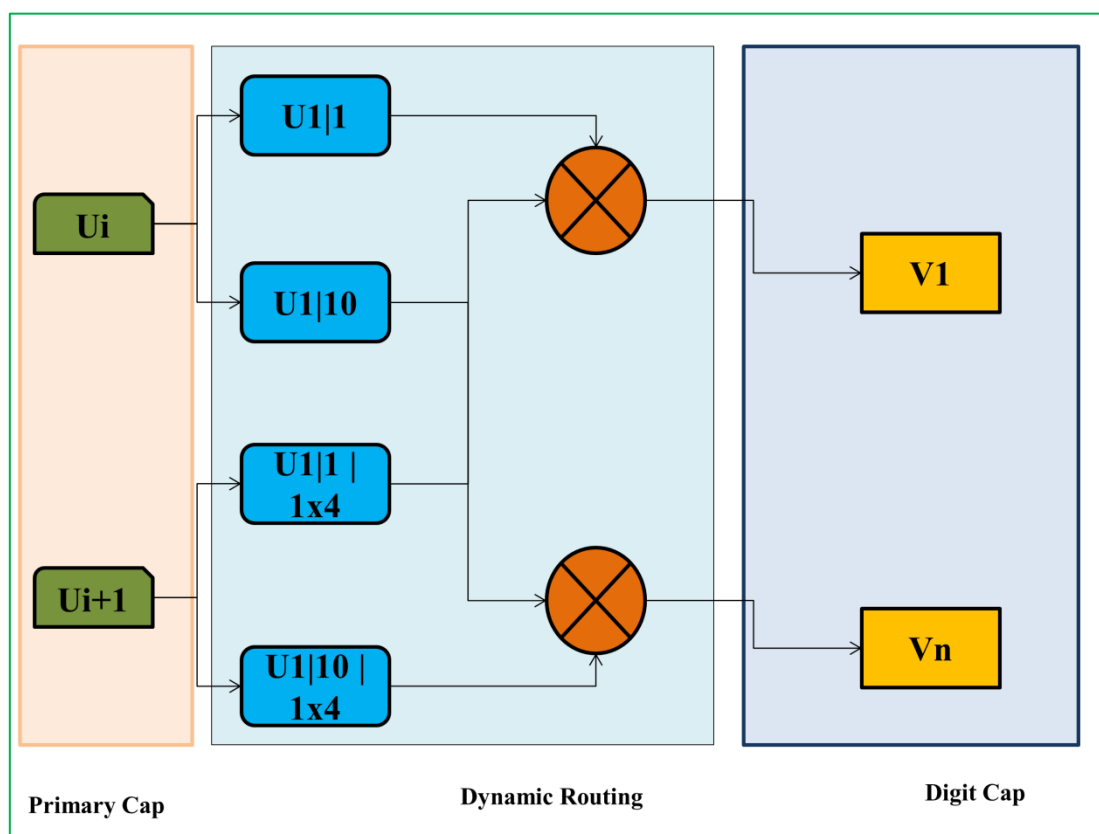 Ui
Ui+1
U1|1
U1|10
U1|1 |
1x4
U1|10 |
1x4
V1
Vn
Primary Cap
Dynamic Routing
Digit Cap